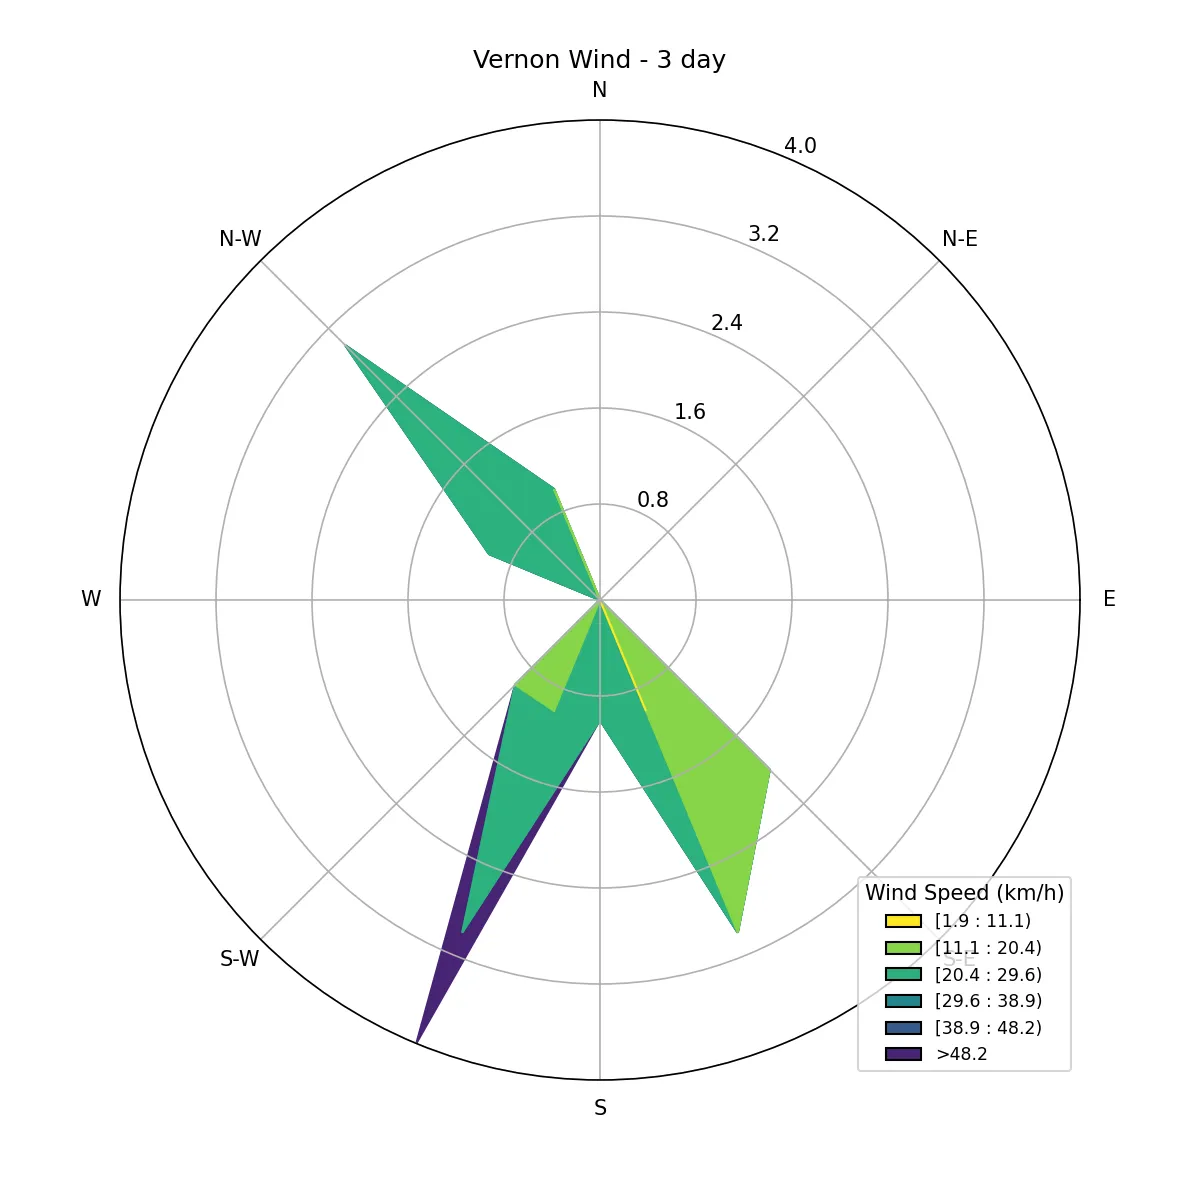 Vernon Wind - 3 day
N
4.0
3.2
N-W
N-E
2.4
1.6
0.8
W
E
Wind Speed (km/h)
[1.9 : 11.1)
[11.1 : 20.4)
S-W
S-E
[20.4 : 29.6)
[29.6 : 38.9)
[38.9 : 48.2)
>48.2
S